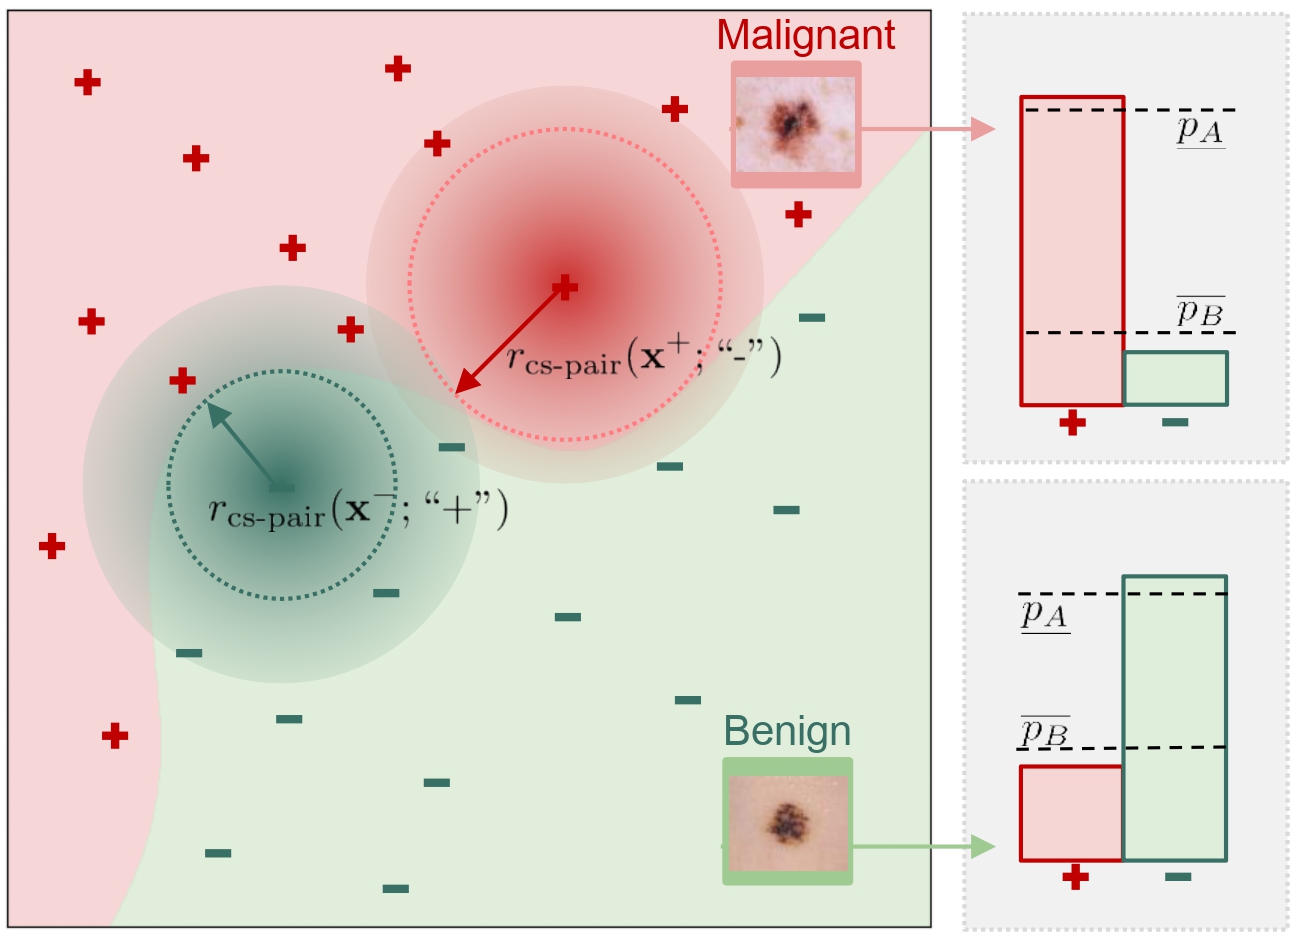 Malignant
r_cs-pair(x⁺; “-”)
r_cs-pair(x⁻; “+”)
Benign
p_A
p_B
+ −
p_A
p_B
+ −